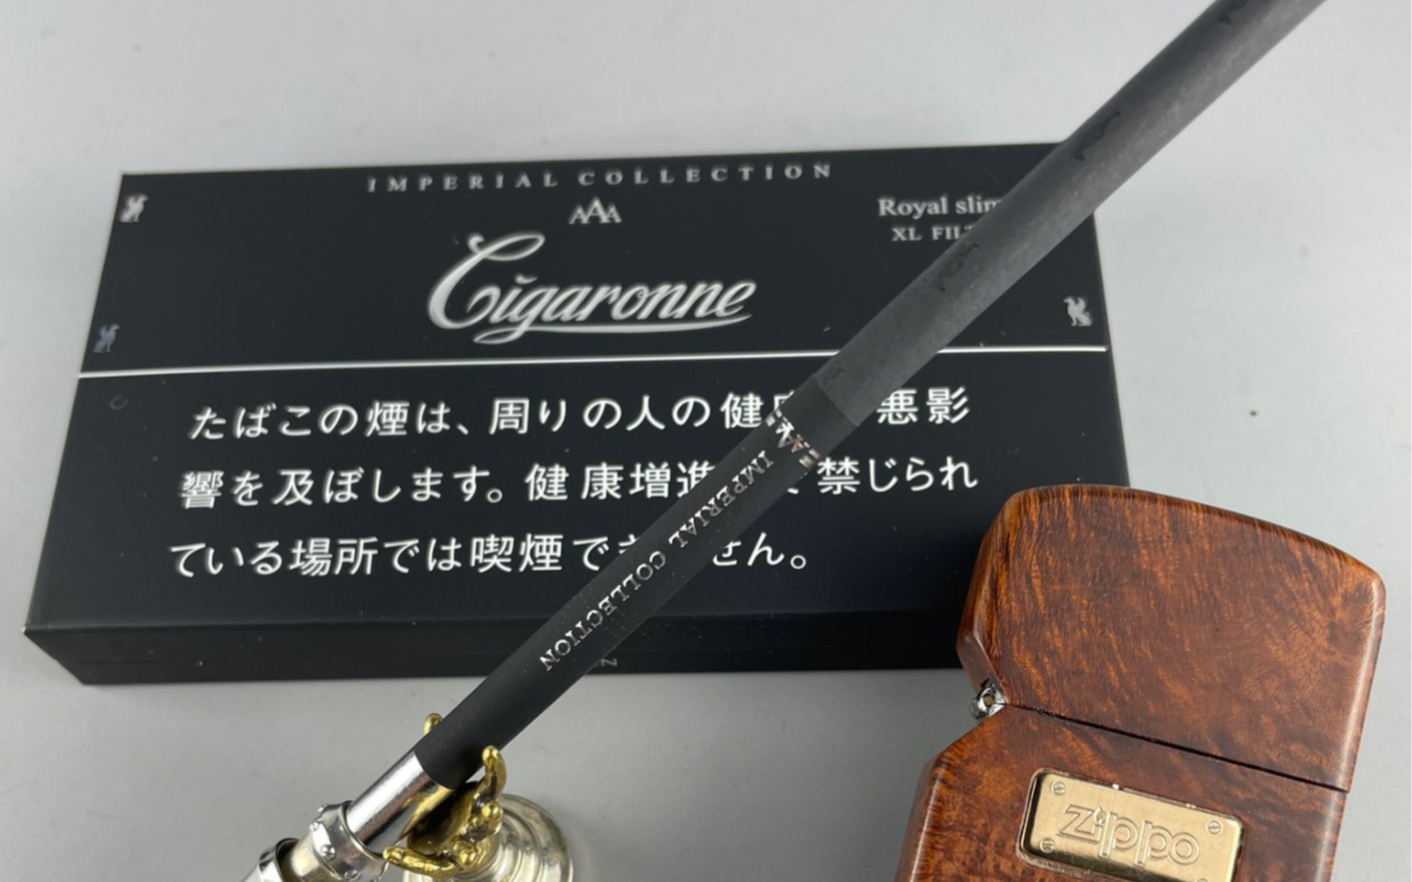 IMPERIAL COLLECTION
AAA
Royal
XL
Cigaronne
たばこの煙は、周りの人の健 悪影
響を及ぼします。健康増進 禁じられ
ている場所では喫煙で せん。
AAA
IMPERIAL COLLECTION
Zippo